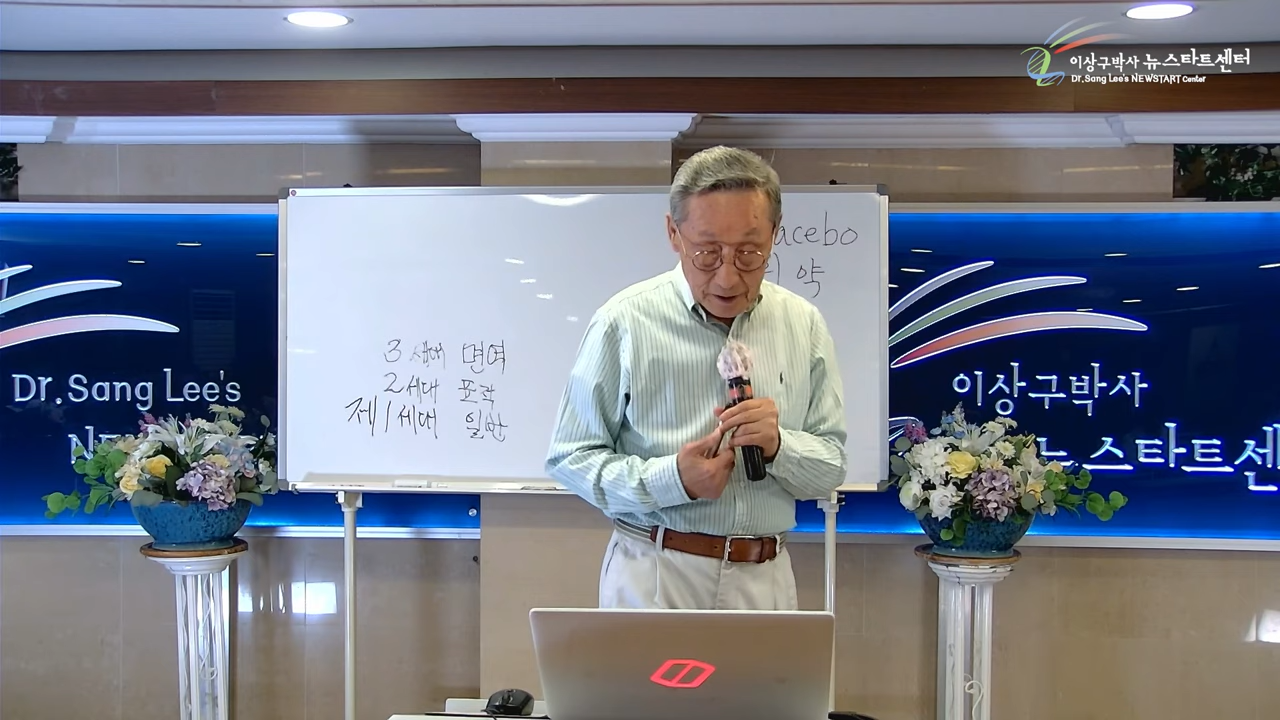 이상구박사 뉴스타트센터
Dr. Sang Lee's NEWSTART Center
acebo
약
3 세대 면역
2 세대 표적
제 1 세대 일반
Dr. Sang Lee's
이상구박사
뉴스타트센